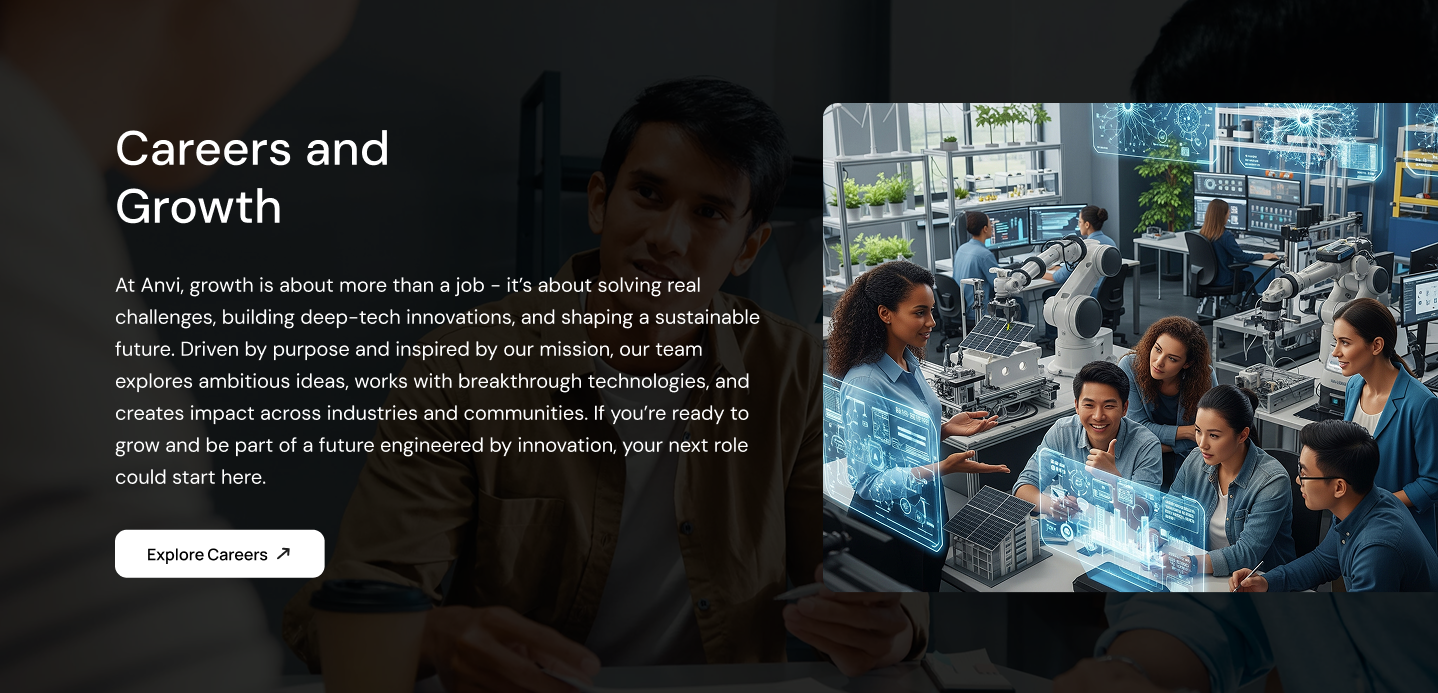 Careers and
Growth
At Anvi, growth is about more than a job - it’s about solving real
challenges, building deep-tech innovations, and shaping a sustainable
future. Driven by purpose and inspired by our mission, our team
explores ambitious ideas, works with breakthrough technologies, and
creates impact across industries and communities. If you’re ready to
grow and be part of a future engineered by innovation, your next role
could start here.
Explore Careers ↗